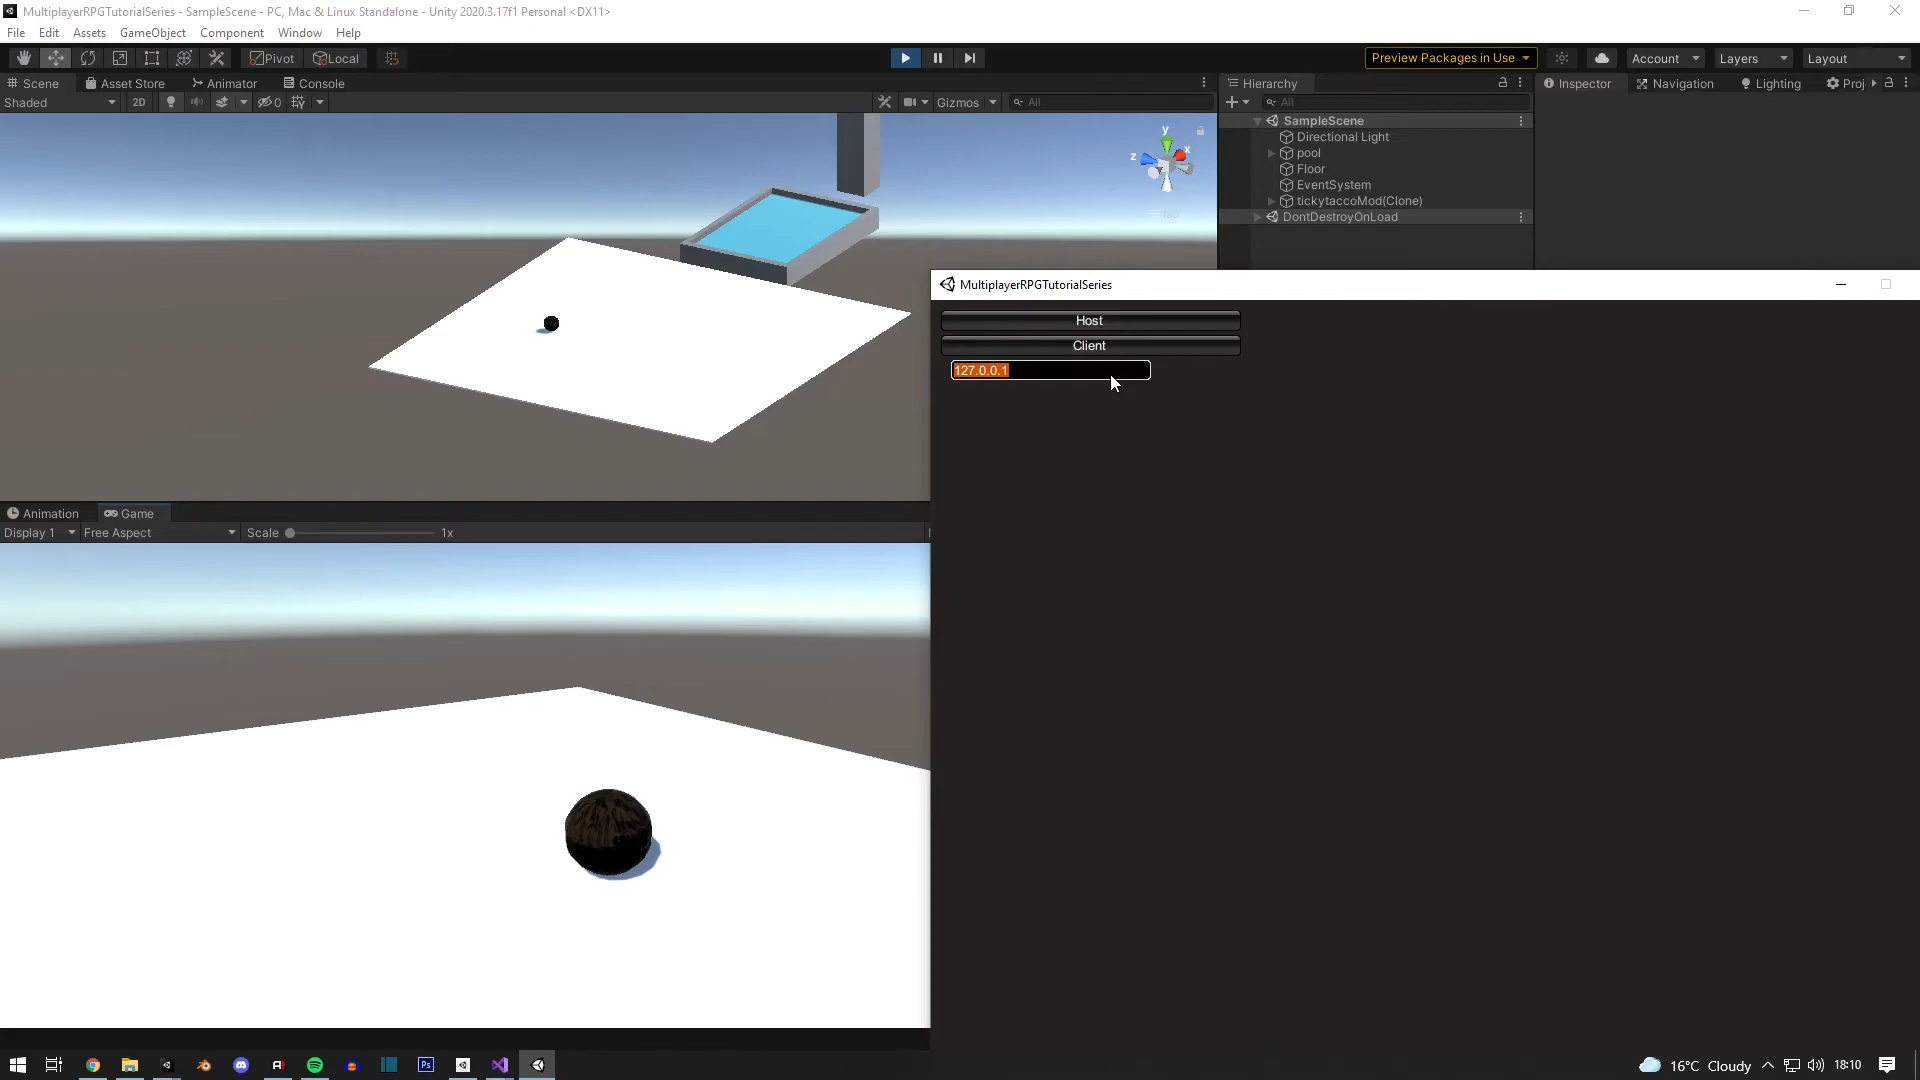 MultiplayerRPGTutorialSeries - SampleScene - PC, Mac & Linux Standalone - Unity 2020.3.17f1 Personal <DX11>
File Edit Assets GameObject Component Window Help
Pivot Local Preview Packages in Use Account Layers Layout
Scene Asset Store Animator Console Hierarchy Inspector Navigation Lighting Proj
Shaded 2D 0 Gizmos All All
SampleScene
Directional Light
pool
Floor
EventSystem
tickytaccoMod(Clone)
DontDestroyOnLoad
y
x
z
MultiplayerRPGTutorialSeries
Host
Client
127.0.0.1
Animation Game
Display 1 Free Aspect Scale 1x
Ps
16°C Cloudy 18:10